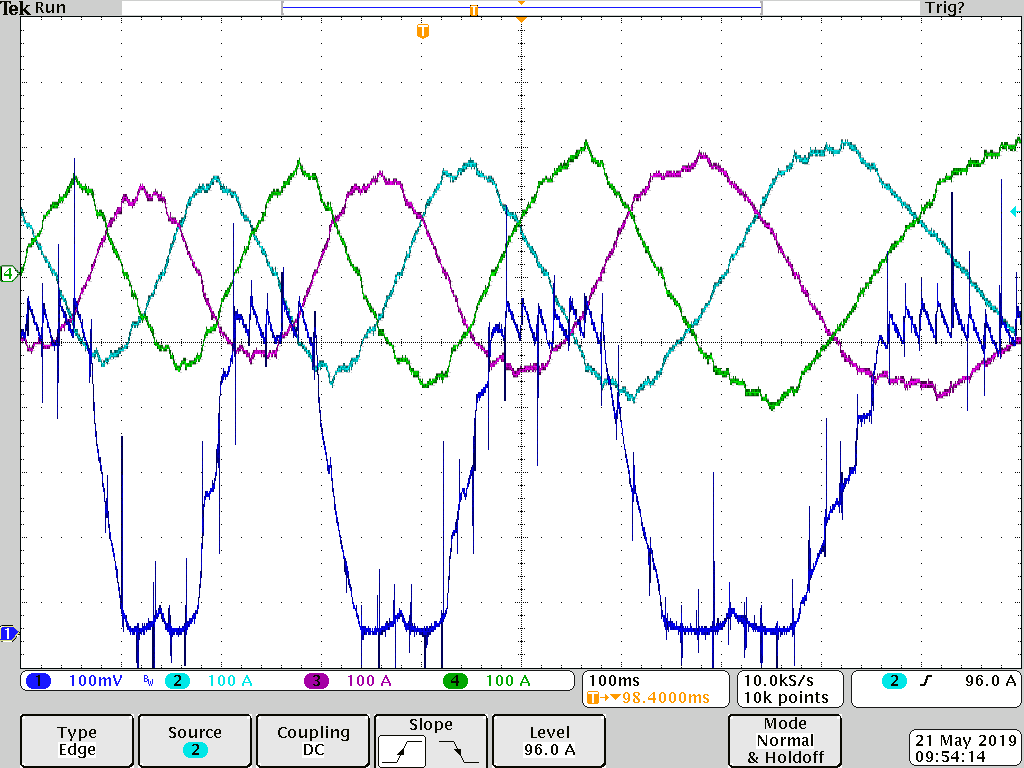 Tek Run Trig?
T
T
4
1
1 100mV BW 2 100 A 3 100 A 4 100 A
100ms
T→▼98.4000ms
10.0kS/s
10k points
2 96.0 A
Type
Edge
Source
2
Coupling
DC
Slope
Level
96.0 A
Mode
Normal
& Holdoff
21 May 2019
09:54:14